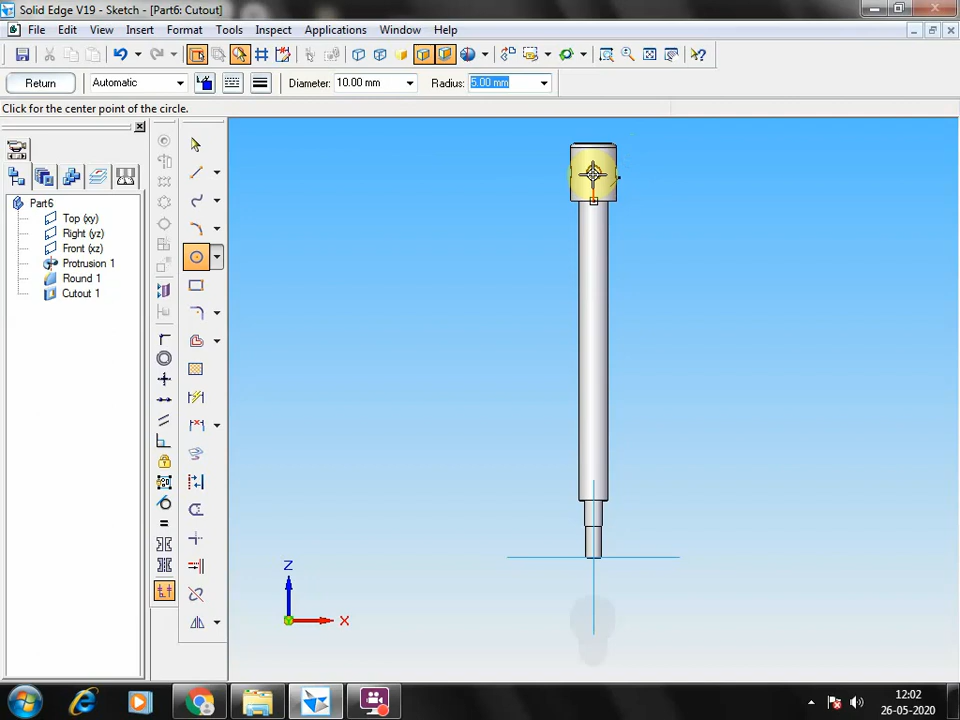 Solid Edge V19 - Sketch - [Part6: Cutout]
File Edit View Insert Format Tools Inspect Applications Window Help
Return Automatic Diameter: 10.00 mm Radius: 5.00 mm
Click for the center point of the circle.
Part6
Top (xy)
Right (yz)
Front (xz)
Protrusion 1
Round 1
Cutout 1
Z
X
12:02
26-05-2020